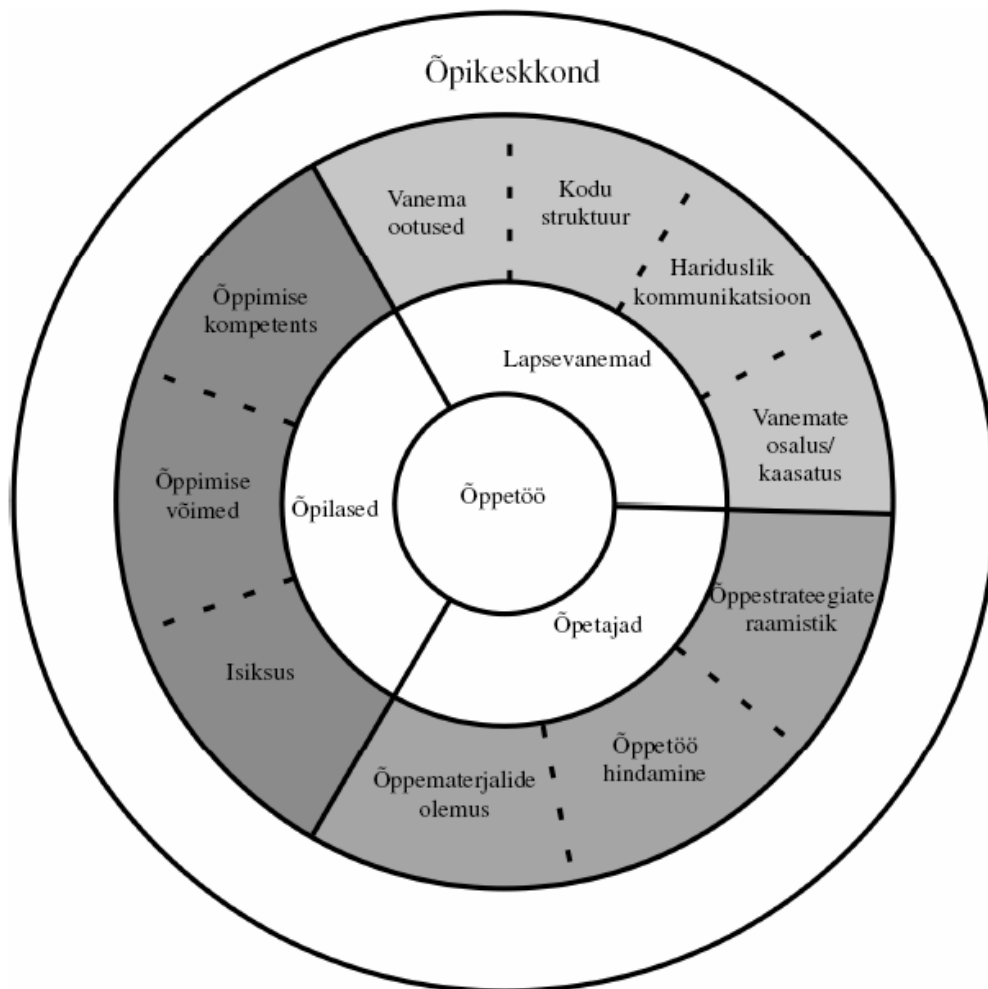 Õpikeskkond
Vanema
ootused
Kodu
struktuur
Hariduslik
kommunikatsioon
Vanemate
osalus/
kaasatus
Õppimise
kompetents
Õppimise
võimed
Isiksus
Lapsevanemad
Õpilased
Õppetöö
Õpetajad
Õppestrateegiate
raamistik
Õppetöö
hindamine
Õppematerjalide
olemus